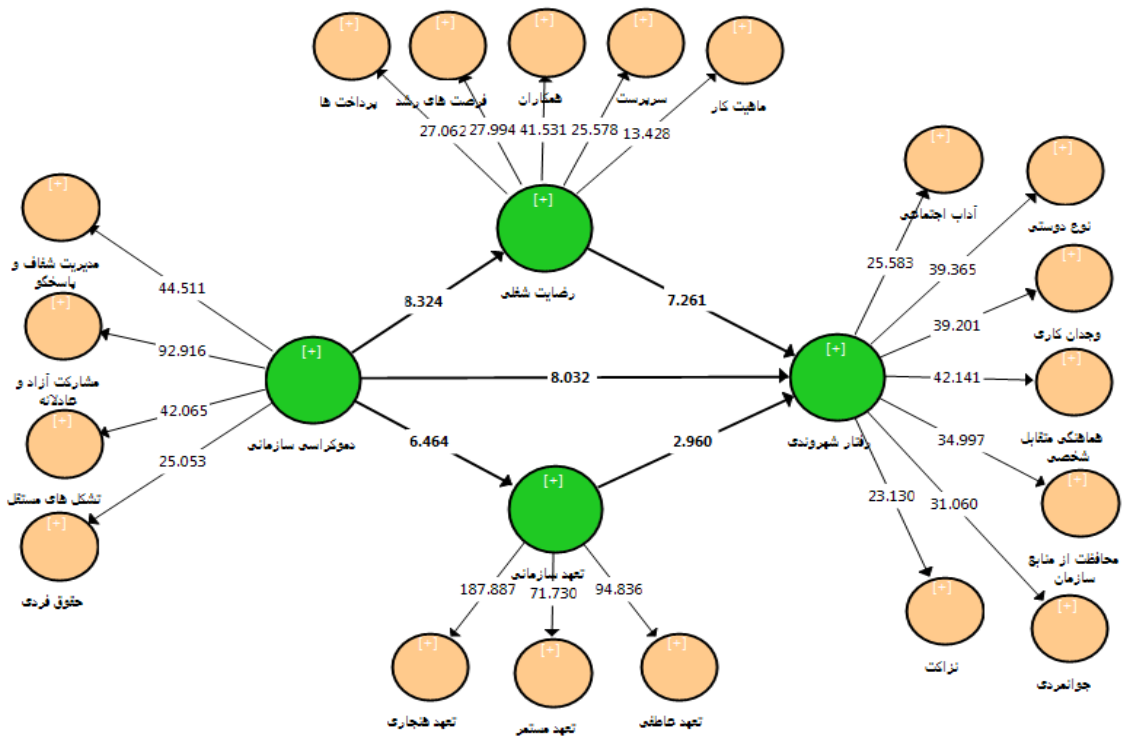 [+]
[+]
[+]
[+]
[+]
پرداخت ها
فرصت های رشد
همکاران
سرپرست
ماهیت کار
27.062
27.994
41.531
25.578
13.428
[+]
رضایت شغلی
[+]
مدیریت شفاف و
پاسخگو
[+]
مشارکت آزاد و
عادلانه
[+]
تشکل های مستقل
[+]
حقوق فردی
44.511
92.916
42.065
25.053
[+]
دموکراسی سازمانی
8.324
7.261
8.032
6.464
2.960
[+]
رفتار شهروندی
[+]
آداب اجتماعی
[+]
نوع دوستی
[+]
وجدان کاری
[+]
هماهنگی متقابل
شخصی
[+]
محافظت از منابع
سازمان
[+]
جوانمردی
[+]
نزاکت
25.583
39.365
39.201
42.141
34.997
31.060
23.130
[+]
تعهد سازمانی
187.887
71.730
94.836
[+]
[+]
[+]
تعهد هنجاری
تعهد مستمر
تعهد عاطفی